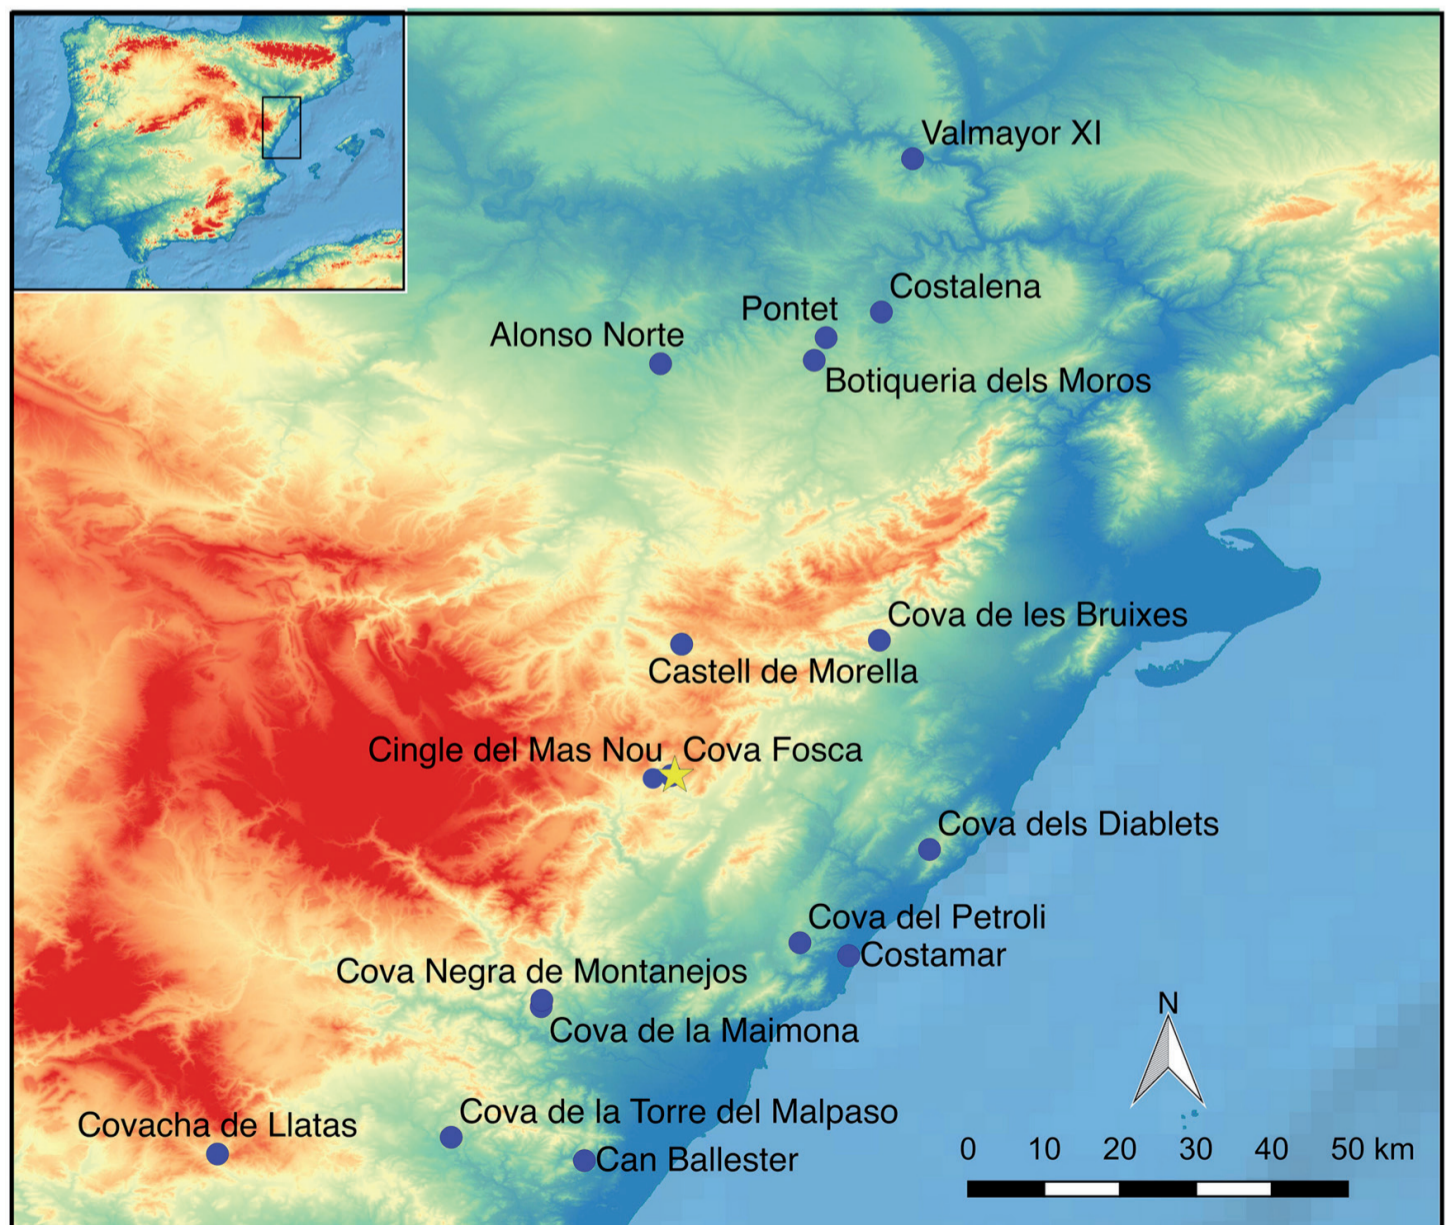 Valmayor XI
Costalena
Pontet
Alonso Norte
Botiqueria dels Moros
Cova de les Bruixes
Castell de Morella
Cingle del Mas Nou
Cova Fosca
Cova dels Diablets
Cova del Petroli
Costamar
Cova Negra de Montanejos
Cova de la Maimona
N
Cova de la Torre del Malpaso
Covacha de Llatas
Can Ballester
0 10 20 30 40 50 km